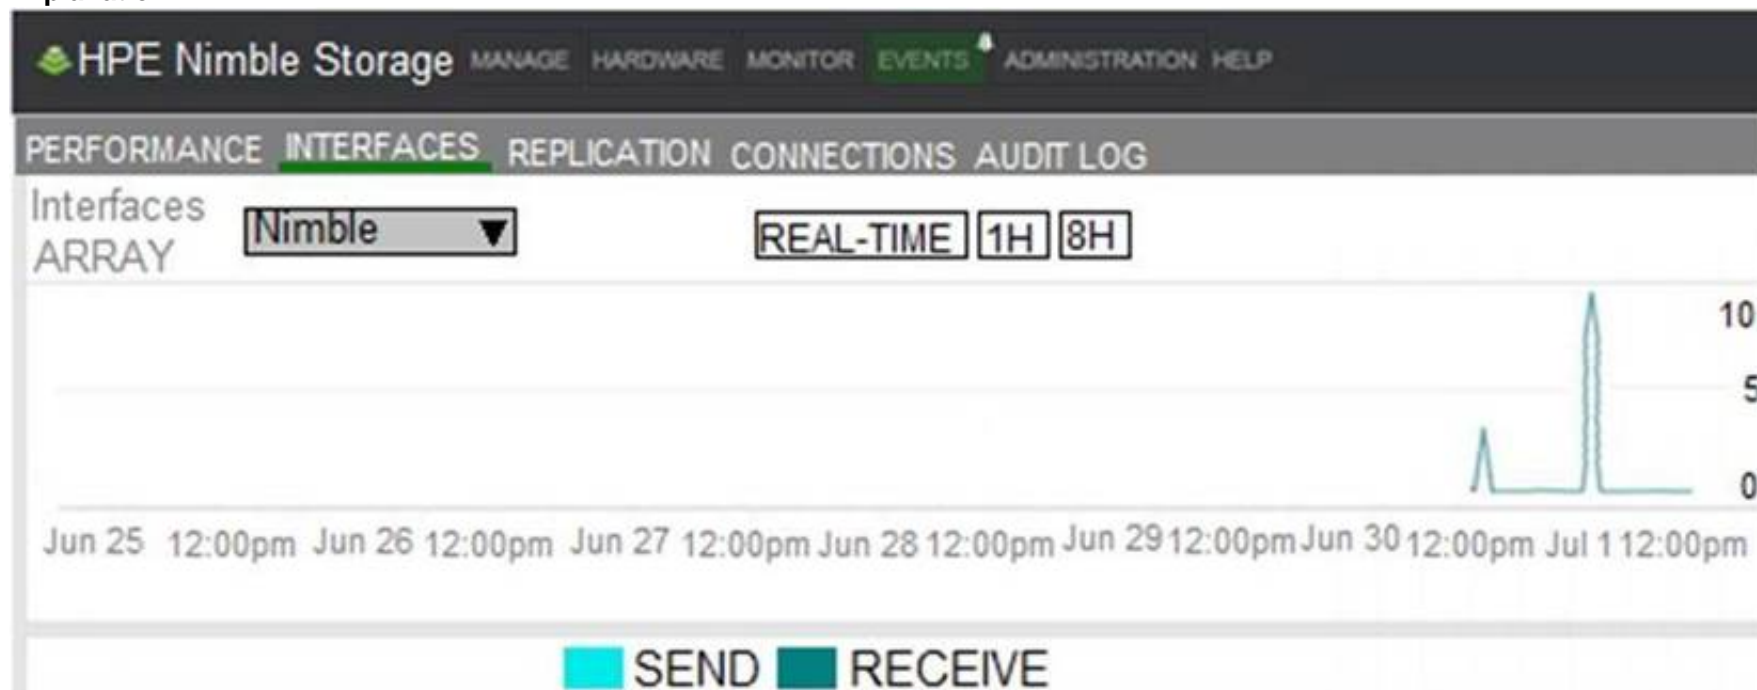 HPE Nimble Storage MANAGE HARDWARE MONITOR EVENTS ADMINISTRATION HELP
PERFORMANCE INTERFACES REPLICATION CONNECTIONS AUDIT LOG
Interfaces
ARRAY Nimble REAL-TIME 1H 8H
10
5
0
Jun 25 12:00pm Jun 26 12:00pm Jun 27 12:00pm Jun 28 12:00pm Jun 29 12:00pm Jun 30 12:00pm Jul 1 12:00pm
SEND RECEIVE